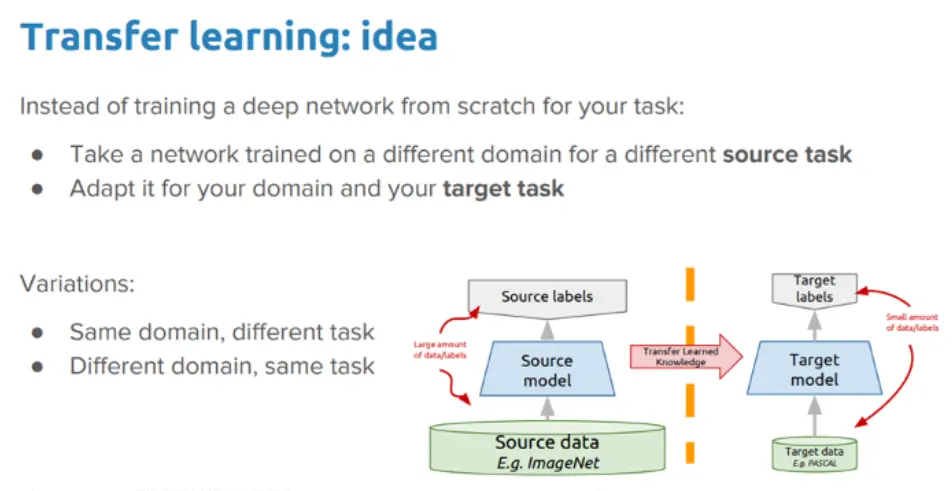 Transfer learning: idea
Instead of training a deep network from scratch for your task:
● Take a network trained on a different domain for a different source task
● Adapt it for your domain and your target task
Variations:
● Same domain, different task
● Different domain, same task
Source labels
Large amount
of data/labels
Source
model
Source data
E.g. ImageNet
Transfer Learned
Knowledge
Target
labels
Small amount
of data/labels
Target
model
Target data
E.g. PASCAL